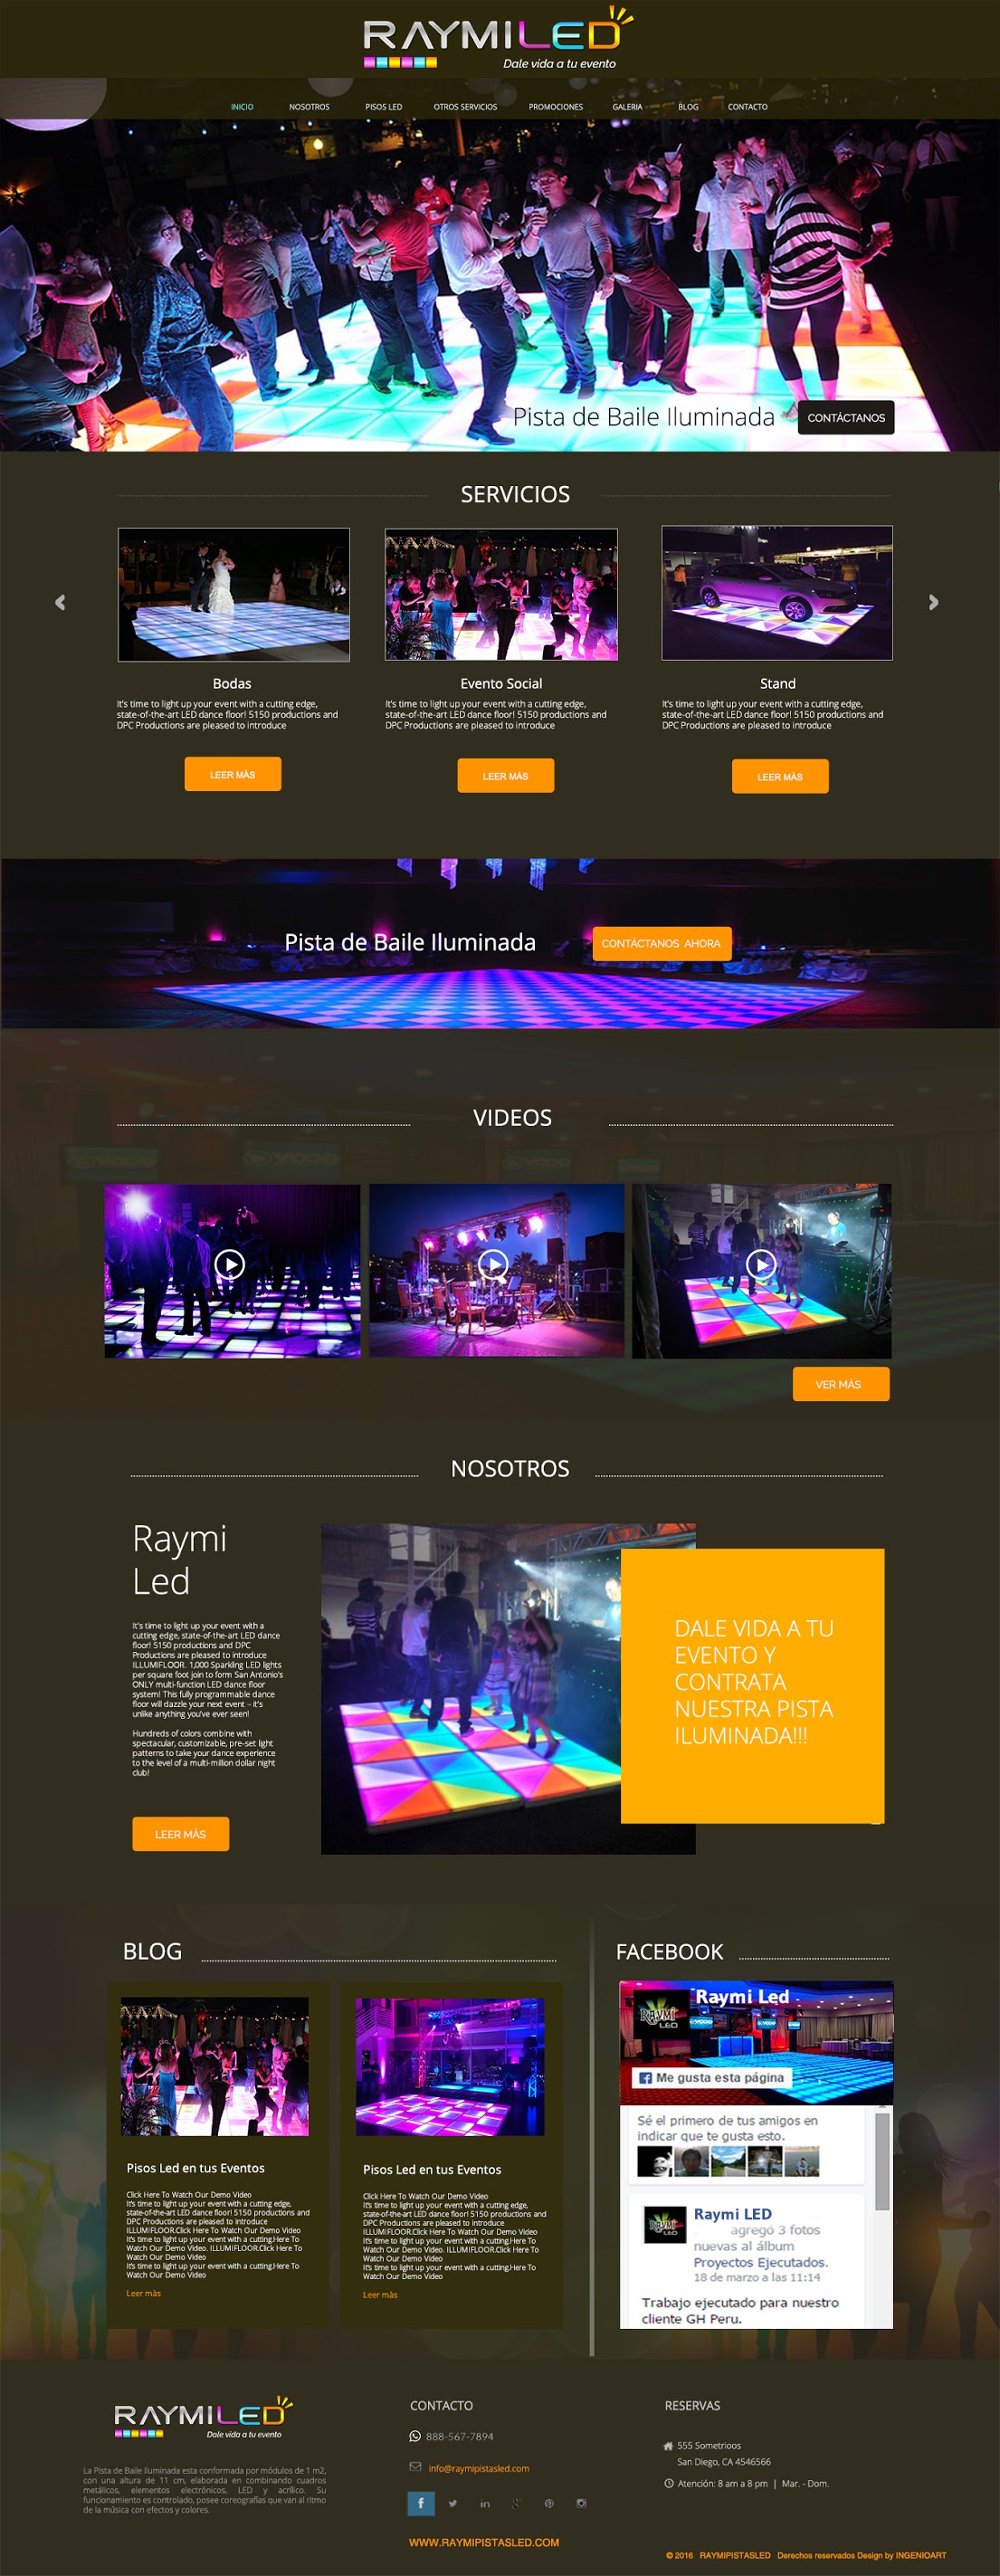 RAYMILED
Dale vida a tu evento
INICIO NOSOTROS PISOS LED OTROS SERVICIOS PROMOCIONES GALERIA BLOG CONTACTO
Pista de Baile Iluminada CONTÁCTANOS
SERVICIOS
Bodas
It's time to light up your event with a cutting edge,
state-of-the-art LED dance floor! 5150 productions and
DPC Productions are pleased to introduce
LEER MÀS
Evento Social
It's time to light up your event with a cutting edge,
state-of-the-art LED dance floor! 5150 productions and
DPC Productions are pleased to introduce
LEER MÀS
Stand
It's time to light up your event with a cutting edge,
state-of-the-art LED dance floor! 5150 productions and
DPC Productions are pleased to introduce
LEER MÀS
Pista de Baile Iluminada CONTÁCTANOS AHORA
VIDEOS
VER MÀS
NOSOTROS
Raymi
Led
It's time to light up your event with a
cutting edge, state-of-the-art LED dance
floor! 5150 productions and DPC
Productions are pleased to introduce
ILLUMIFLOOR. 1,000 Sparkling LED lights
per square foot join to form San Antonio's
ONLY multi-function LED dance floor
system! This fully programmable dance
floor will dazzle your next event – it's
unlike anything you've ever seen!
Hundreds of colors combine with
spectacular, customizable, pre-set light
patterns to take your dance experience
to the level of a multi-million dollar night
club!
LEER MÀS
DALE VIDA A TU
EVENTO Y
CONTRATA
NUESTRA PISTA
ILUMINADA!!!
BLOG
Pisos Led en tus Eventos
Click Here To Watch Our Demo Video
It's time to light up your event with a cutting edge,
state-of-the-art LED dance floor! 5150 productions and
DPC Productions are pleased to introduce
ILLUMIFLOOR.Click Here To Watch Our Demo Video
It's time to light up your event with a cutting.Here To
Watch Our Demo Video. ILLUMIFLOOR.Click Here To
Watch Our Demo Video
It's time to light up your event with a cutting.Here To
Watch Our Demo Video
Leer màs
Pisos Led en tus Eventos
Click Here To Watch Our Demo Video
It's time to light up your event with a cutting edge,
state-of-the-art LED dance floor! 5150 productions and
DPC Productions are pleased to introduce
ILLUMIFLOOR.Click Here To Watch Our Demo Video
It's time to light up your event with a cutting.Here To
Watch Our Demo Video. ILLUMIFLOOR.Click Here To
Watch Our Demo Video
It's time to light up your event with a cutting.Here To
Watch Our Demo Video
Leer màs
FACEBOOK
Raymi Led
RAYMI
LED
Me gusta esta página
Sé el primero de tus amigos en
indicar que te gusta esto.
Raymi LED
agregó 3 fotos
nuevas al álbum
Proyectos Ejecutados.
18 de marzo a las 11:14
Trabajo ejecutado para nuestro
cliente GH Peru.
RAYMILED
Dale vida a tu evento
La Pista de Baile Iluminada esta conformada por módulos de 1 m2,
con una altura de 11 cm, elaborada en combinando cuadros
metálicos, elementos electrónicos, LED y acrílico. Su
funcionamiento es controlado, posee coreografías que van al ritmo
de la música con efectos y colores.
CONTACTO
888-567-7894
info@raymipistasled.com
WWW.RAYMIPISTASLED.COM
RESERVAS
555 Sometrioos
San Diego, CA 4546566
Atención: 8 am a 8 pm | Mar. - Dom.
© 2016 RAYMIPISTASLED Derechos reservados Design by INGENIOART